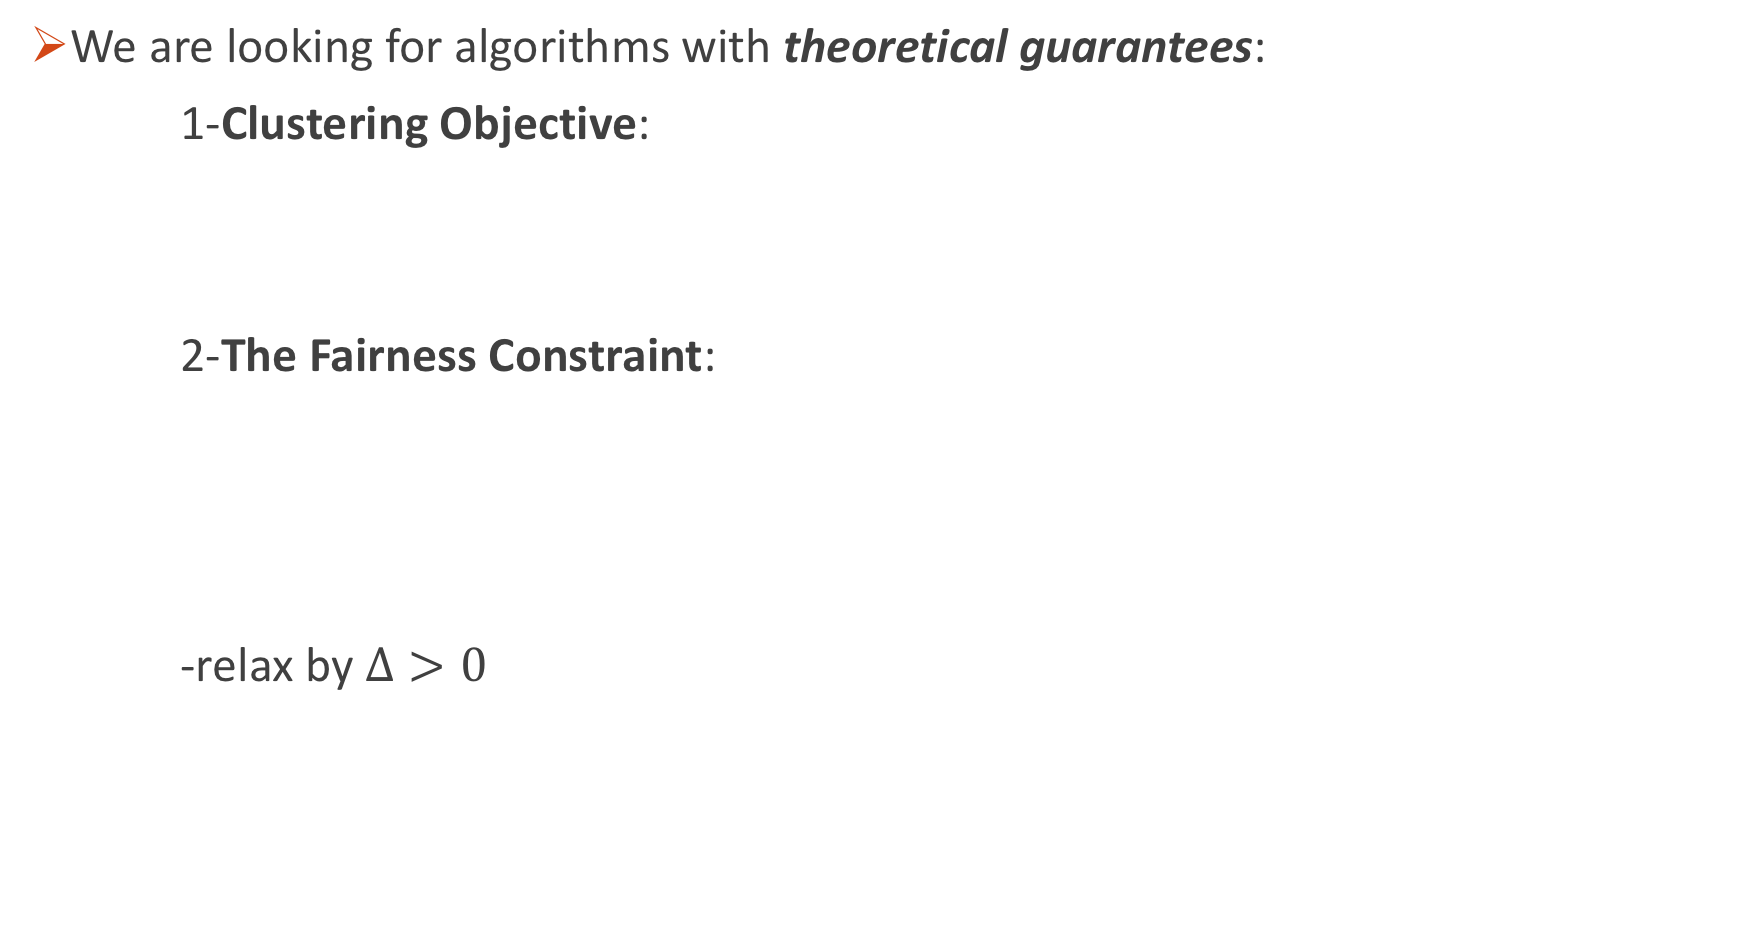 ➢We are looking for algorithms with theoretical guarantees:
1-Clustering Objective:
2-The Fairness Constraint:
-relax by Δ > 0